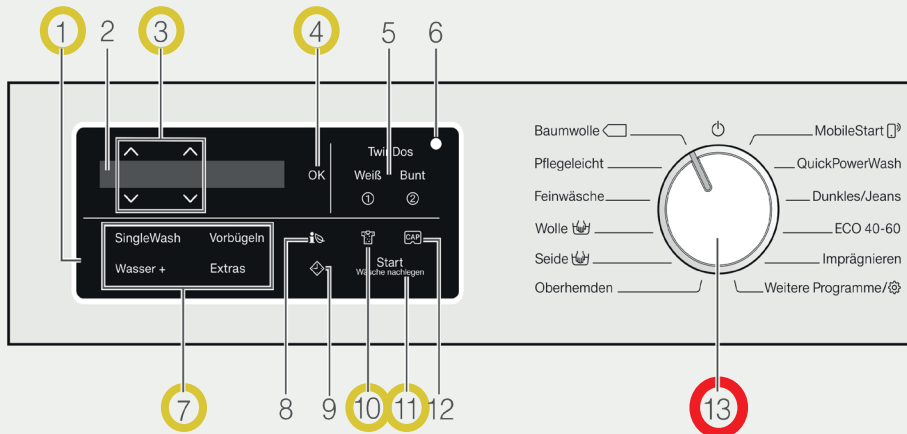 1 2 3 4 5 6
TwinDos
OK Weiß Bunt
① ②
SingleWash Vorbügeln
CAP
Wasser + Extras
Start
Wäsche nachlegen
7 8 9 10 11 12
Baumwolle
Pflegeleicht
Feinwäsche
Wolle
Seide
Oberhemden
MobileStart
QuickPowerWash
Dunkles/Jeans
ECO 40-60
Imprägnieren
Weitere Programme/
13